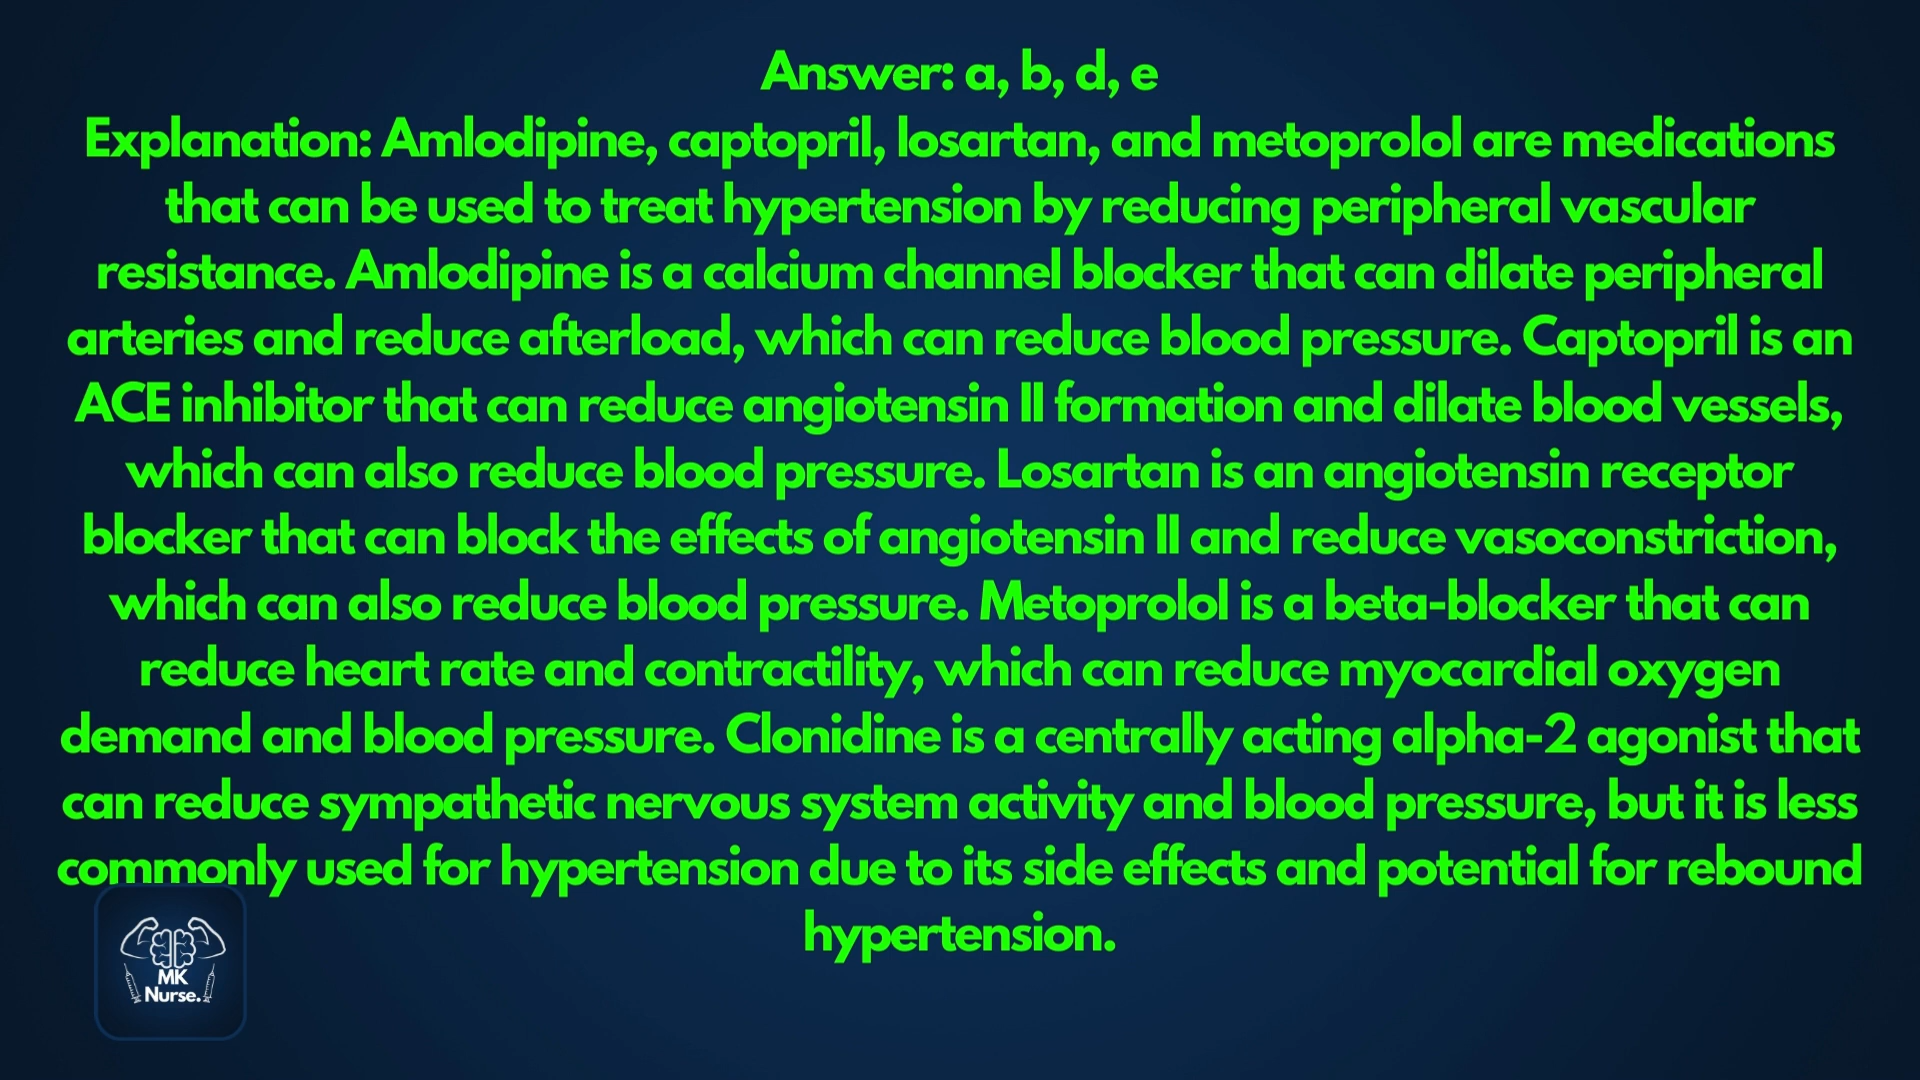 Answer: a, b, d, e
Explanation: Amlodipine, captopril, losartan, and metoprolol are medications
that can be used to treat hypertension by reducing peripheral vascular
resistance. Amlodipine is a calcium channel blocker that can dilate peripheral
arteries and reduce afterload, which can reduce blood pressure. Captopril is an
ACE inhibitor that can reduce angiotensin II formation and dilate blood vessels,
which can also reduce blood pressure. Losartan is an angiotensin receptor
blocker that can block the effects of angiotensin II and reduce vasoconstriction,
which can also reduce blood pressure. Metoprolol is a beta-blocker that can
reduce heart rate and contractility, which can reduce myocardial oxygen
demand and blood pressure. Clonidine is a centrally acting alpha-2 agonist that
can reduce sympathetic nervous system activity and blood pressure, but it is less
commonly used for hypertension due to its side effects and potential for rebound
hypertension.
MK
Nurse.